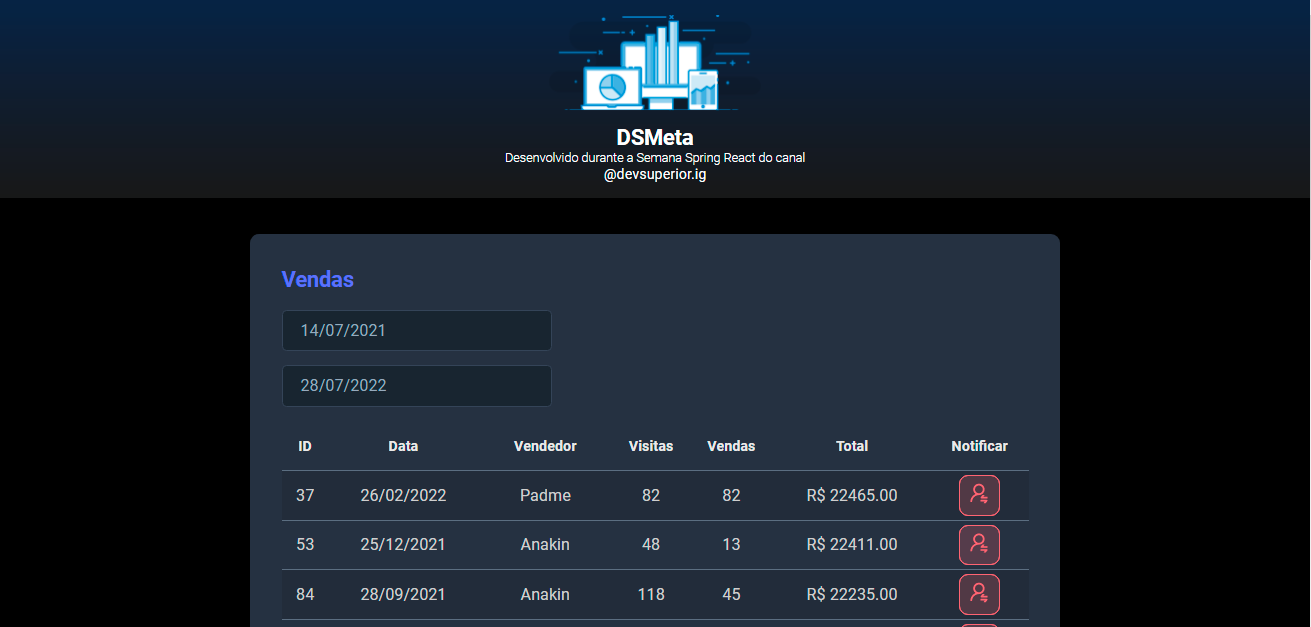 DSMeta
Desenvolvido durante a Semana Spring React do canal
@devsuperior.ig
Vendas
14/07/2021
28/07/2022
ID Data Vendedor Visitas Vendas Total Notificar
37 26/02/2022 Padme 82 82 R$ 22465.00
53 25/12/2021 Anakin 48 13 R$ 22411.00
84 28/09/2021 Anakin 118 45 R$ 22235.00